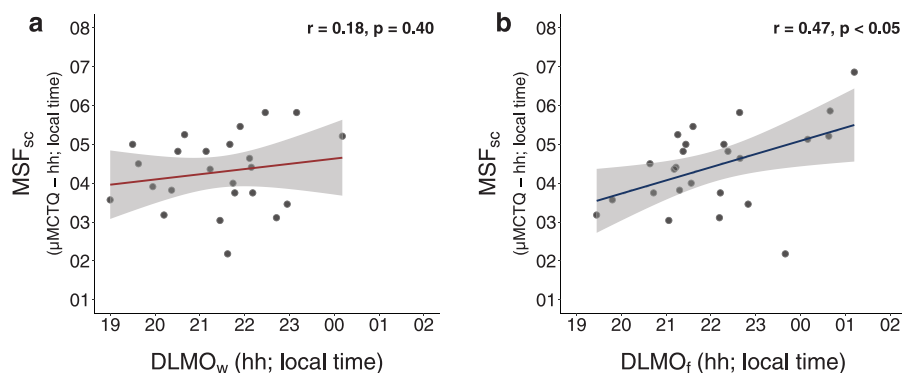 a
r = 0.18, p = 0.40
MSFsc
(µMCTQ – hh; local time)
08
07
06
05
04
03
02
01
19 20 21 22 23 00 01 02
DLMOw (hh; local time)
b
r = 0.47, p < 0.05
MSFsc
(µMCTQ – hh; local time)
08
07
06
05
04
03
02
01
19 20 21 22 23 00 01 02
DLMOf (hh; local time)